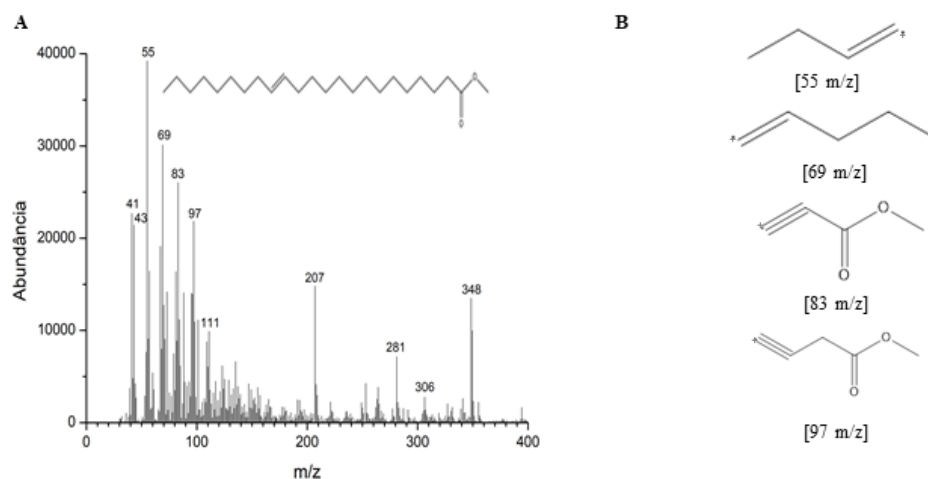 A
B
Abundância
40000
30000
20000
10000
0
55
69
83
41
43
97
111
207
281
306
348
O
O
0
100
200
300
400
m/z
*
[55 m/z]
*
[69 m/z]
*
O
O
[83 m/z]
*
O
O
[97 m/z]